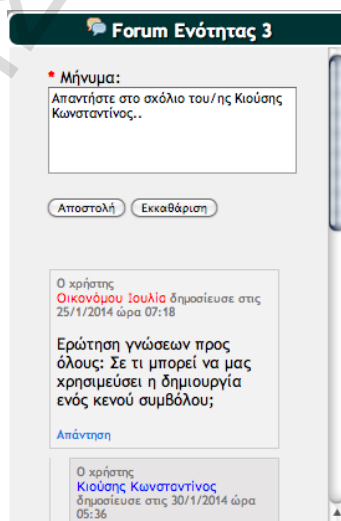 Forum Ενότητας 3
* Μήνυμα:
Απαντήστε στο σχόλιο του/ης Κιούσης
Κωνσταντίνος..
Αποστολή Εκκαθάριση
Ο χρήστης
Οικονόμου Ιουλία δημοσίευσε στις
25/1/2014 ώρα 07:18
Ερώτηση γνώσεων προς
όλους: Σε τι μπορεί να μας
χρησιμεύσει η δημιουργία
ενός κενού συμβόλου;
Απάντηση
Ο χρήστης
Κιούσης Κωνσταντίνος
δημοσίευσε στις 30/1/2014 ώρα
05:36